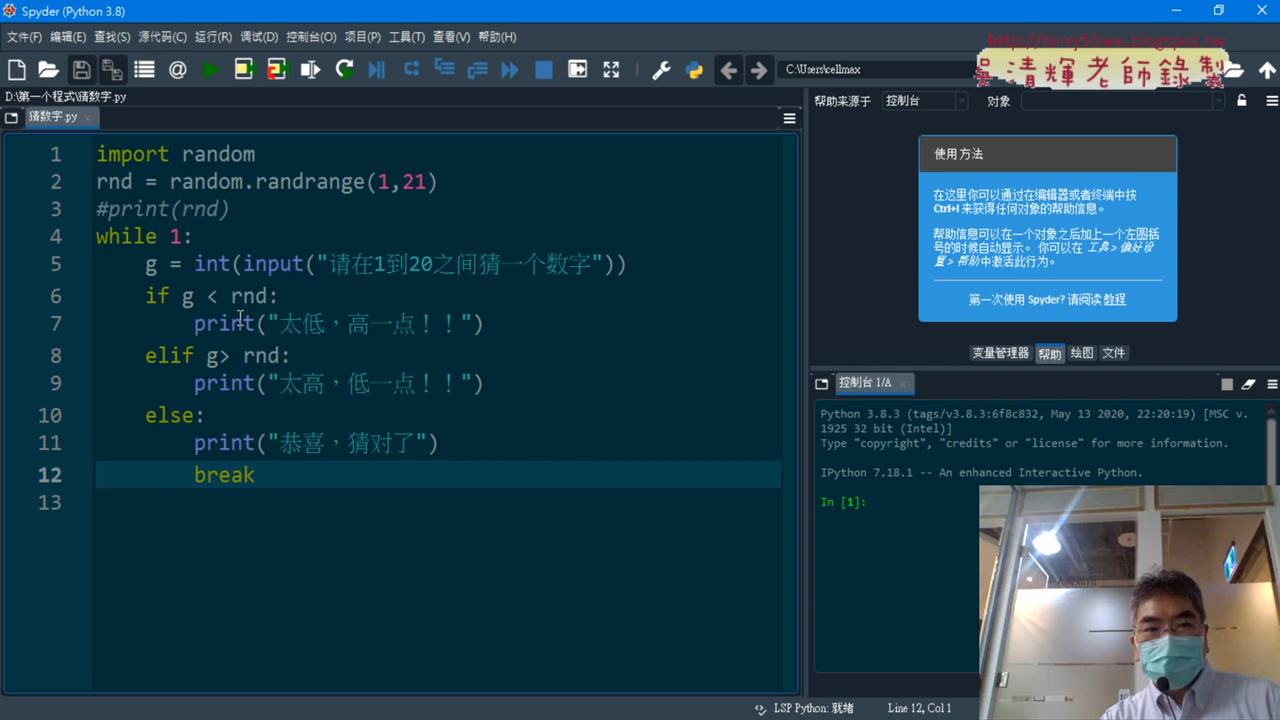 Spyder (Python 3.8)
文件(F) 编辑(E) 查找(S) 源代码(C) 运行(R) 调试(D) 控制台(O) 项目(P) 工具(T) 查看(V) 帮助(H)
http://terry55wu.blogspot.tw
吳清輝老師錄製
C:\Users\cellmax
D:\第一个程式\猜数字.py
帮助来源于 控制台 对象
猜数字.py
1 import random
2 rnd = random.randrange(1,21)
3 #print(rnd)
4 while 1:
5 g = int(input("请在1到20之间猜一个数字"))
6 if g < rnd:
7 print("太低，高一点！！")
8 elif g> rnd:
9 print("太高，低一点！！")
10 else:
11 print("恭喜，猜对了")
12 break
13
使用方法
在这里你可以通过在编辑器或者终端中按
Ctrl+I 来获得任何对象的帮助信息。
帮助信息可以在一个对象之后加上一个左圆括
号的时候自动显示。 你可以在 工具 > 偏好设
置 > 帮助中激活此行为。
第一次使用 Spyder? 请阅读 教程
变量管理器 帮助 绘图 文件
控制台 1/A
Python 3.8.3 (tags/v3.8.3:6f8c832, May 13 2020, 22:20:19) [MSC v.
1925 32 bit (Intel)]
Type "copyright", "credits" or "license" for more information.
IPython 7.18.1 -- An enhanced Interactive Python.
In [1]:
LSP Python: 就绪 Line 12, Col 1